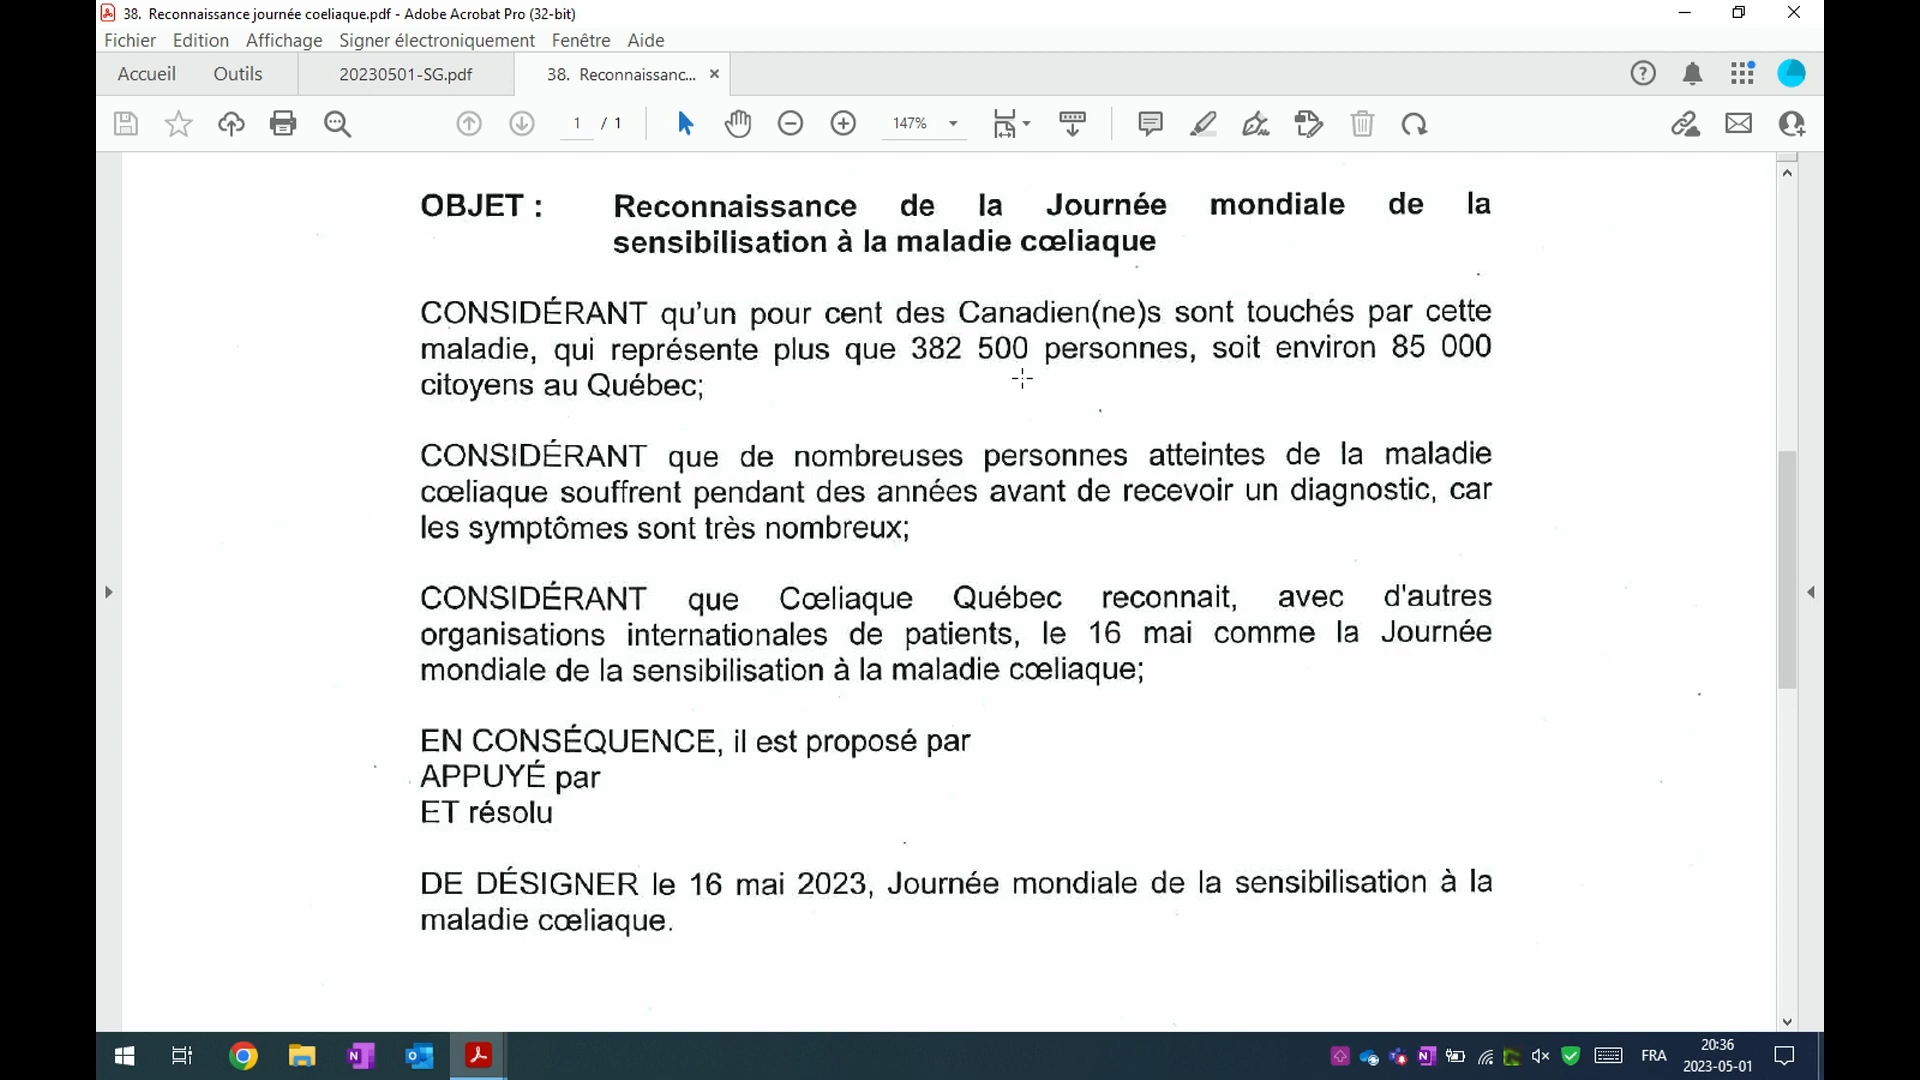 38. Reconnaissance journée coeliaque.pdf - Adobe Acrobat Pro (32-bit)
Fichier Edition Affichage Signer électroniquement Fenêtre Aide
Accueil Outils 20230501-SG.pdf 38. Reconnaissanc... ×
1 / 1 147%
OBJET : Reconnaissance de la Journée mondiale de la
sensibilisation à la maladie cœliaque
CONSIDÉRANT qu'un pour cent des Canadien(ne)s sont touchés par cette
maladie, qui représente plus que 382 500 personnes, soit environ 85 000
citoyens au Québec;
CONSIDÉRANT que de nombreuses personnes atteintes de la maladie
cœliaque souffrent pendant des années avant de recevoir un diagnostic, car
les symptômes sont très nombreux;
CONSIDÉRANT que Cœliaque Québec reconnait, avec d'autres
organisations internationales de patients, le 16 mai comme la Journée
mondiale de la sensibilisation à la maladie cœliaque;
EN CONSÉQUENCE, il est proposé par
APPUYÉ par
ET résolu
DE DÉSIGNER le 16 mai 2023, Journée mondiale de la sensibilisation à la
maladie cœliaque.
FRA
20:36
2023-05-01